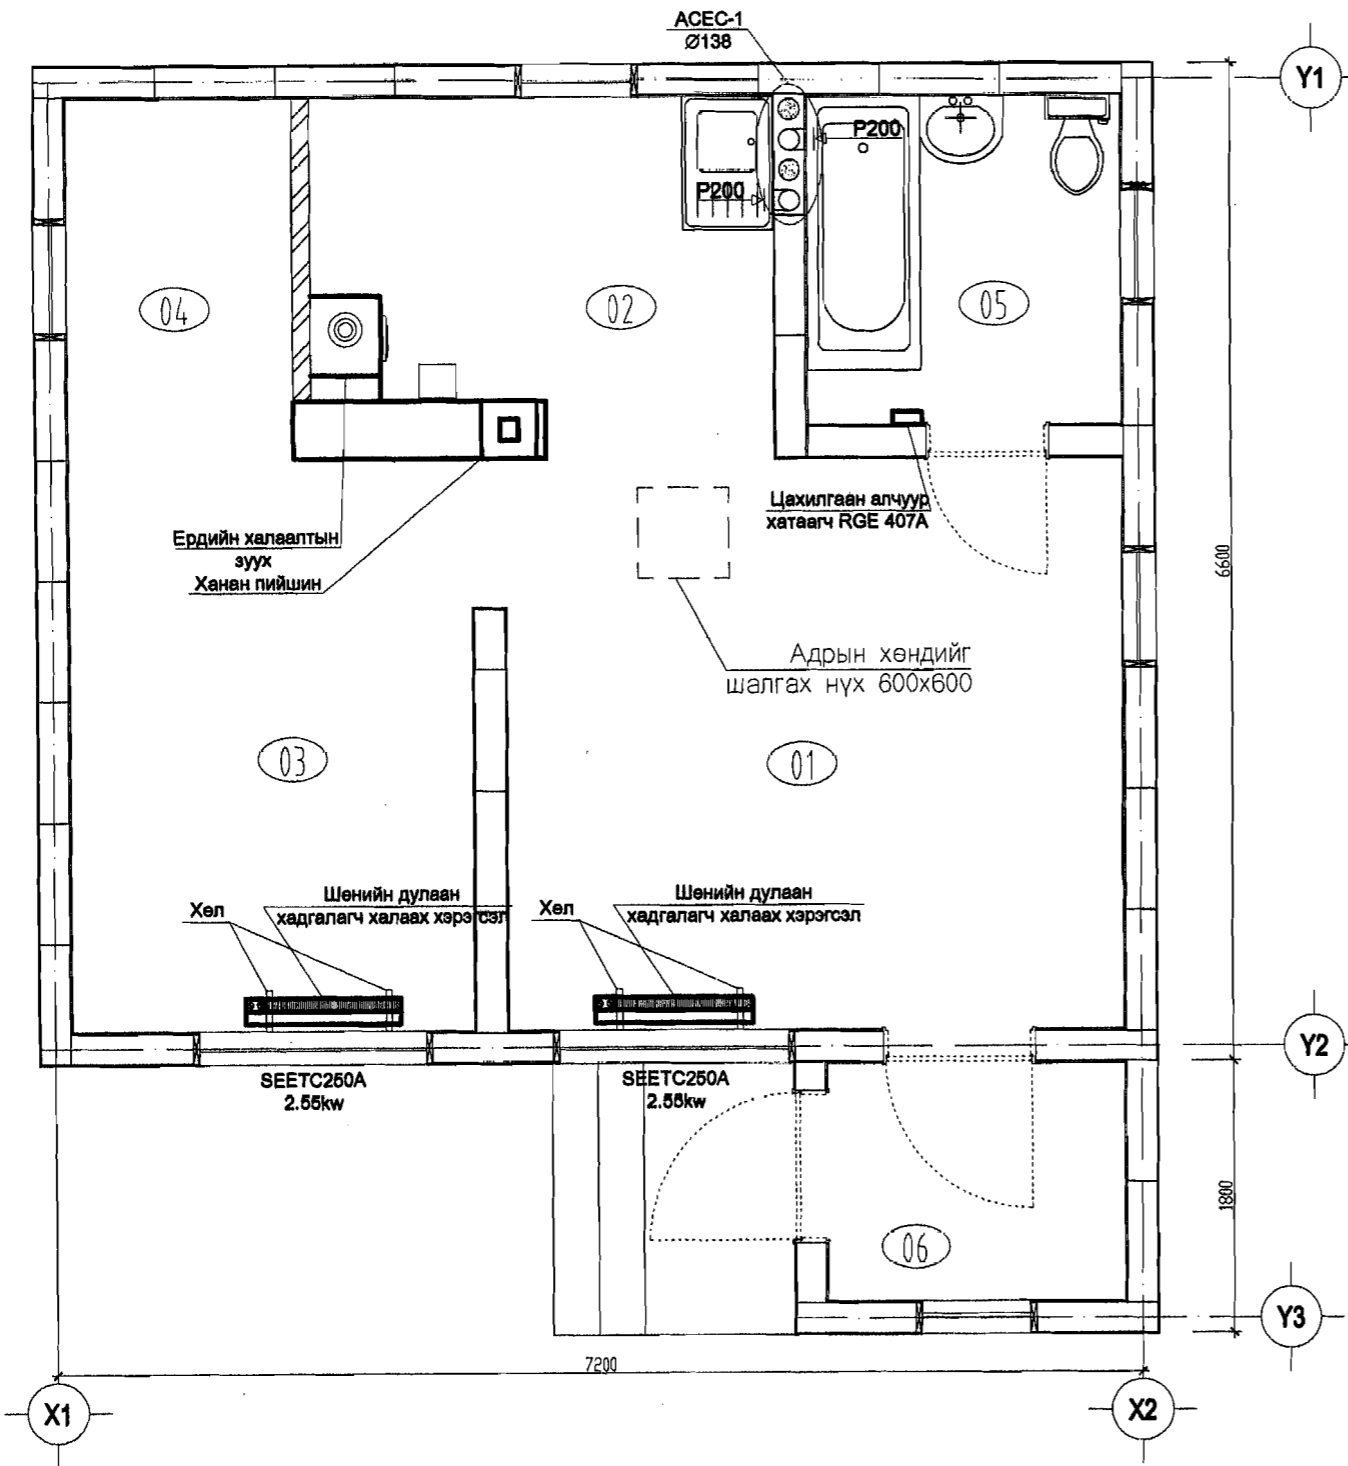 АСЕС-1
Ø138
Y1
P200
P200
04
02
05
Цахилгаан алчуур
хатаагч RGE 407A
Ердийн халаалтын
зуух
Ханан пийшин
6600
Адрын хөндийг
шалгах нүх 600x600
03
01
Хөл
Шөнийн дулаан
хадгалагч халаах хэрэгсэл
Хөл
Шөнийн дулаан
хадгалагч халаах хэрэгсэл
Y2
SEETC250A
2.55kw
SEETC250A
2.55kw
1800
06
Y3
7200
X1
X2